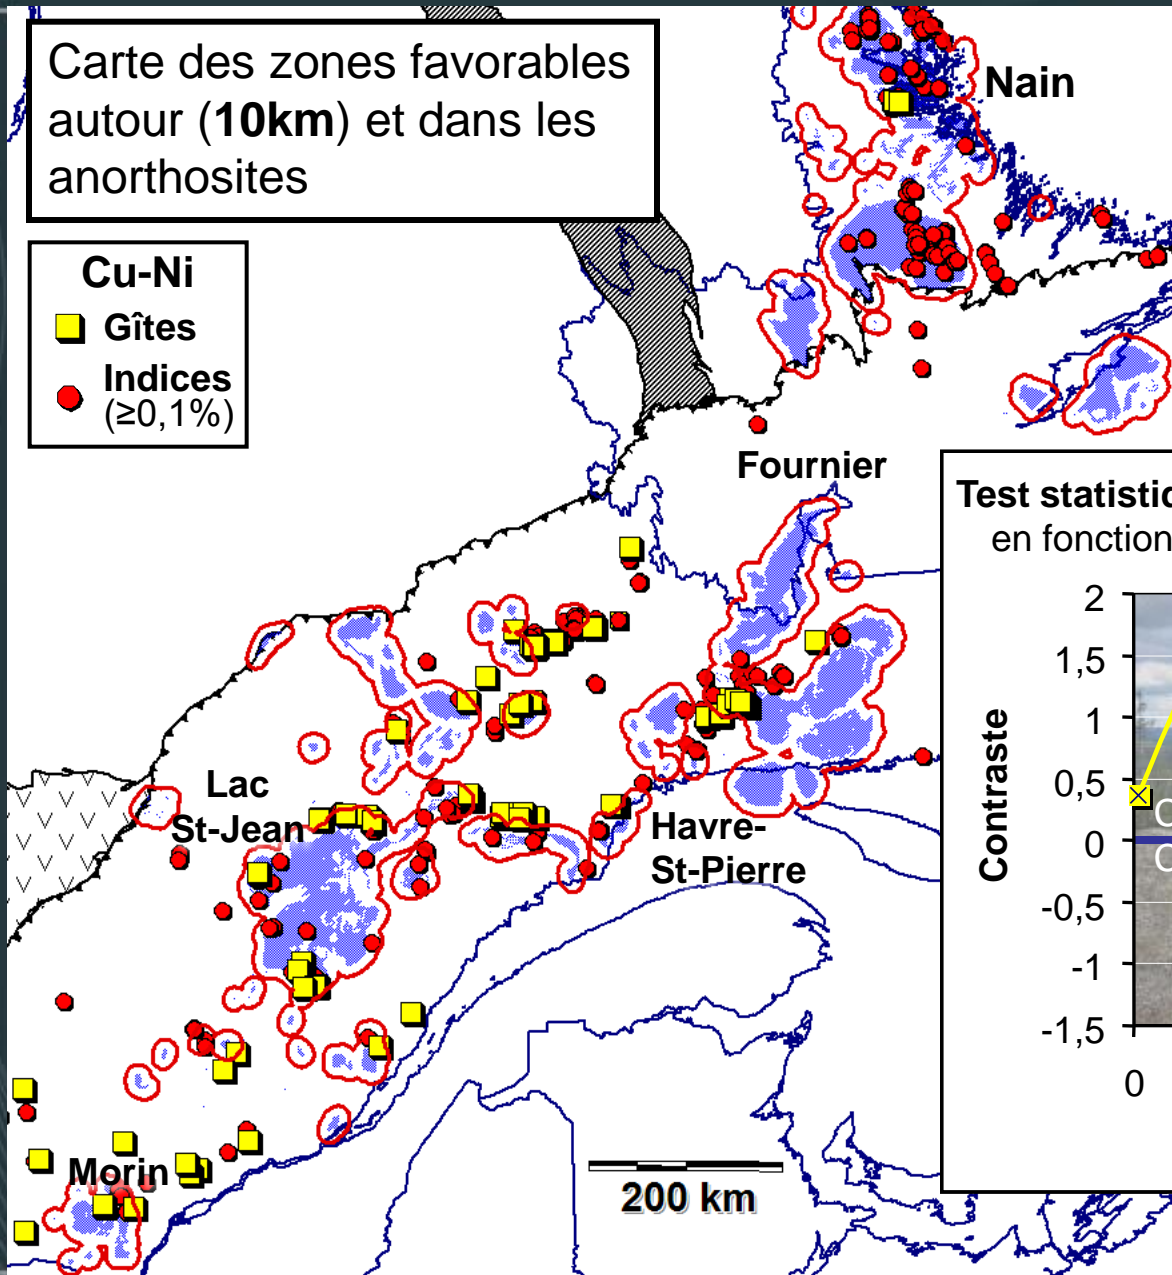 Carte des zones favorables
autour (10km) et dans les
anorthosites
Cu-Ni
Gîtes
Indices
(≥0,1%)
Nain
Fournier
Lac
St-Jean
Havre-
St-Pierre
Morin
200 km
Test statistic
en fonction
Contraste
2
1,5
1
0,5
0
-0,5
-1
-1,5
0
C
C